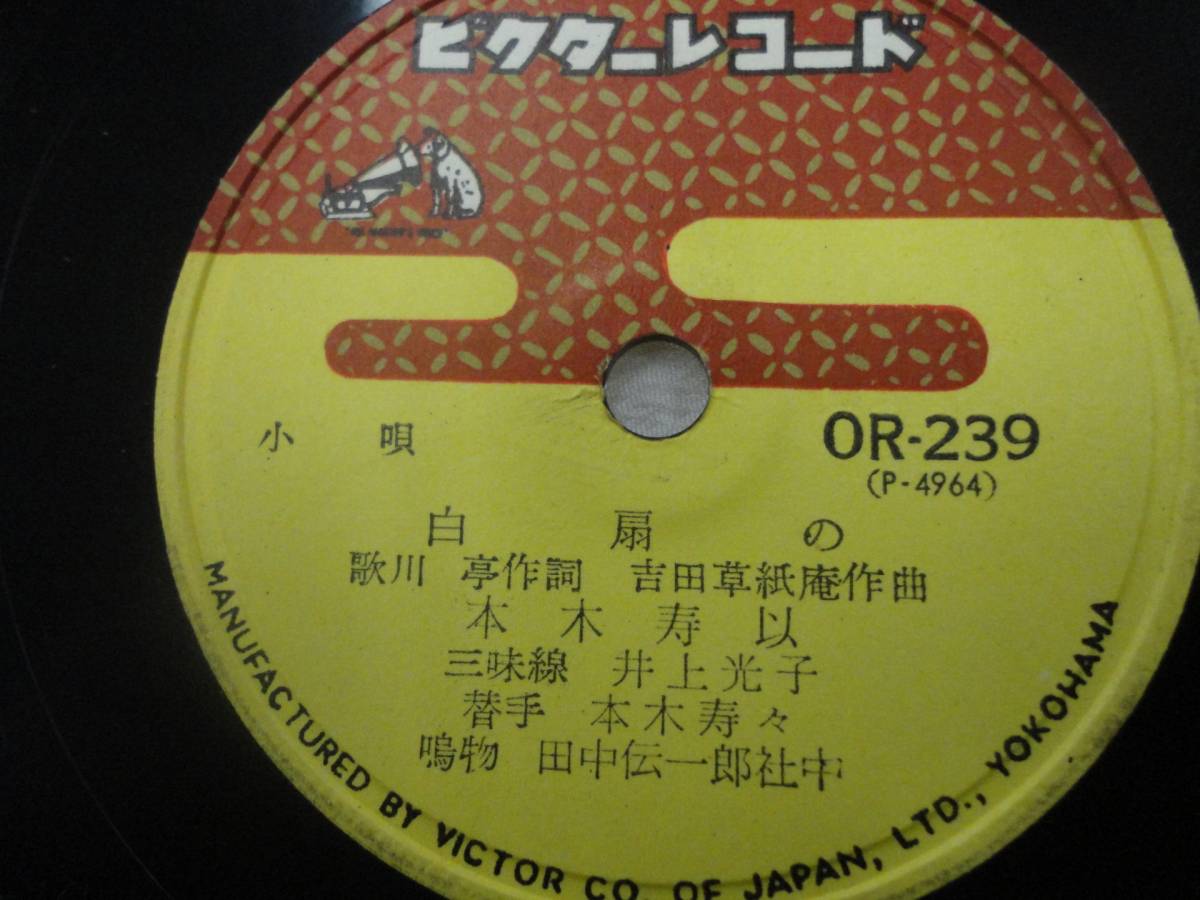 ビクターレコード
小唄
OR-239
(P-4964)
白扇の
歌川 亭作詞 吉田草紙庵作曲
本木寿以
三味線 井上光子
替手 本木寿々
鳴物 田中伝一郎社中
MANUFACTURED BY VICTOR CO. OF JAPAN, LTD., YOKOHAMA